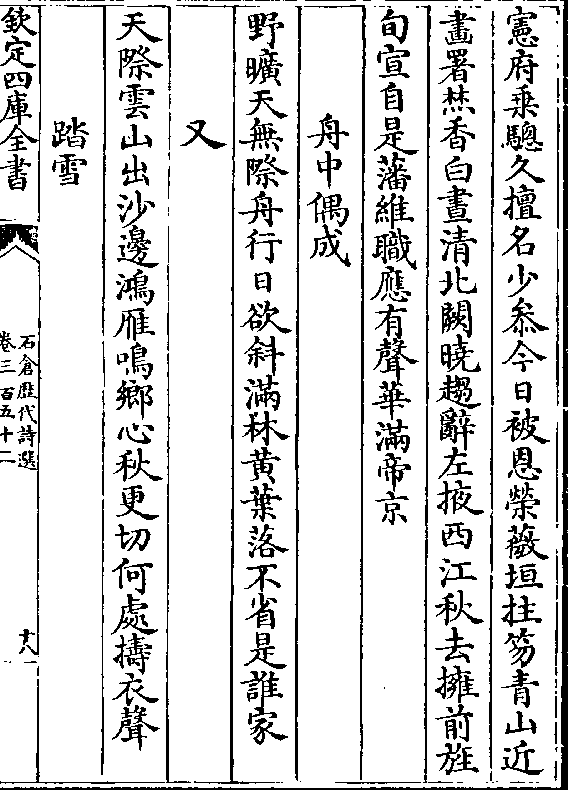 憲府乗驄久擅名少叅今日被恩榮薇垣拄笏青山近
畫署焚香白晝清北闕曉趨辭左掖西江秋去擁前旌
旬宣自是藩維職應有聲華滿帝京
舟中偶成
野曠天無際舟行日欲斜滿林黄葉落不省是誰家
又
天際雲山出沙邊鴻雁鳴鄉心秋更切何處擣衣聲
踏雪
欽定四庫全書
石倉歴代詩選
卷三百五十二
十八